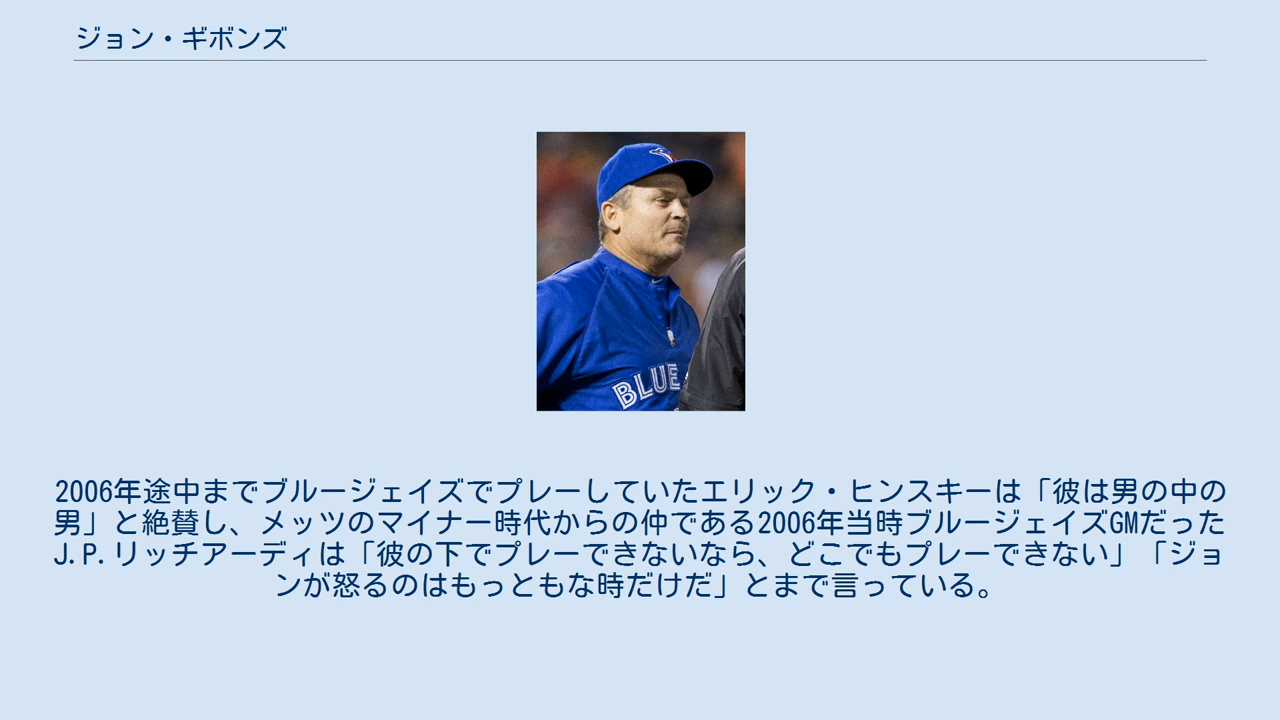 ジョン・ギボンズ
BLUE
2006年途中までブルージェイズでプレーしていたエリック・ヒンスキーは「彼は男の中の
男」と絶賛し、メッツのマイナー時代からの仲である2006年当時ブルージェイズGMだった
J.P.リッチアーディは「彼の下でプレーできないなら、どこでもプレーできない」「ジョ
ンが怒るのはもっともな時だけだ」とまで言っている。